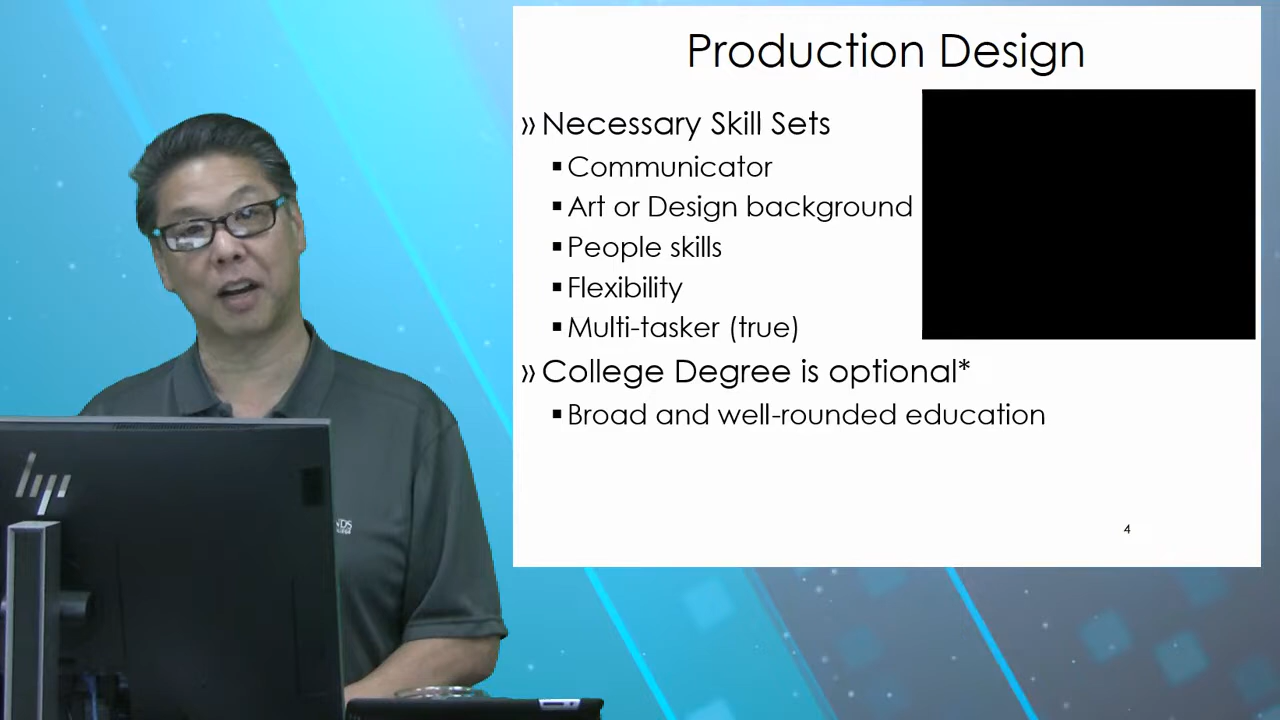 Production Design
» Necessary Skill Sets
▪ Communicator
▪ Art or Design background
▪ People skills
▪ Flexibility
▪ Multi-tasker (true)
» College Degree is optional*
▪ Broad and well-rounded education
4
hp